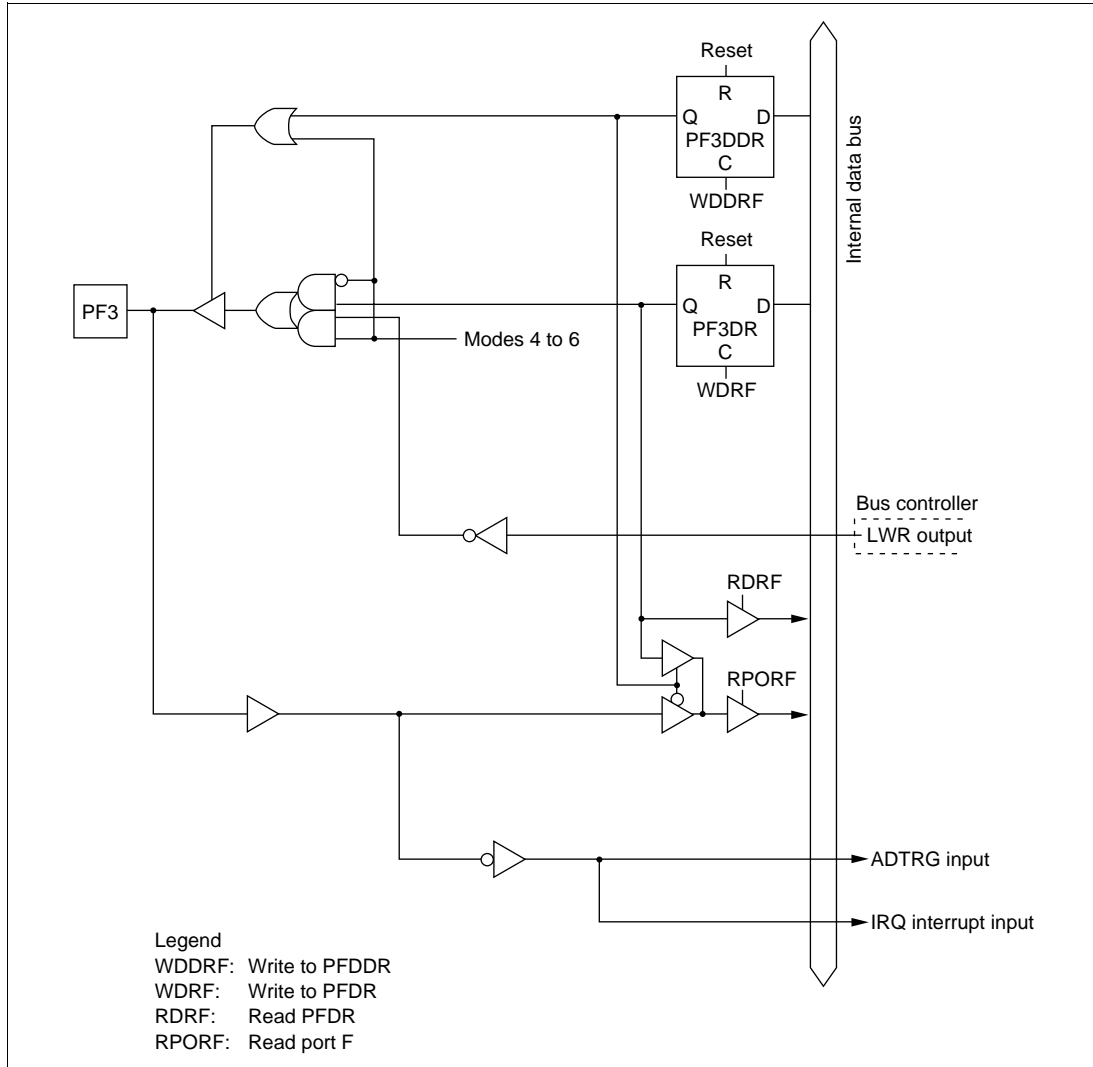 Reset
R
Q D
PF3DDR
C
WDDRF
Internal data bus
Reset
R
Q D
PF3DR
C
WDRF
PF3
Modes 4 to 6
Bus controller
LWR output
RDRF
RPORF
ADTRG input
IRQ interrupt input
Legend
WDDRF: Write to PFDDR
WDRF: Write to PFDR
RDRF: Read PFDR
RPORF: Read port F